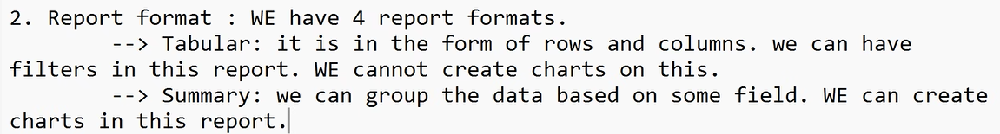 2. Report format : WE have 4 report formats.
--> Tabular: it is in the form of rows and columns. we can have
filters in this report. WE cannot create charts on this.
--> Summary: we can group the data based on some field. WE can create
charts in this report.